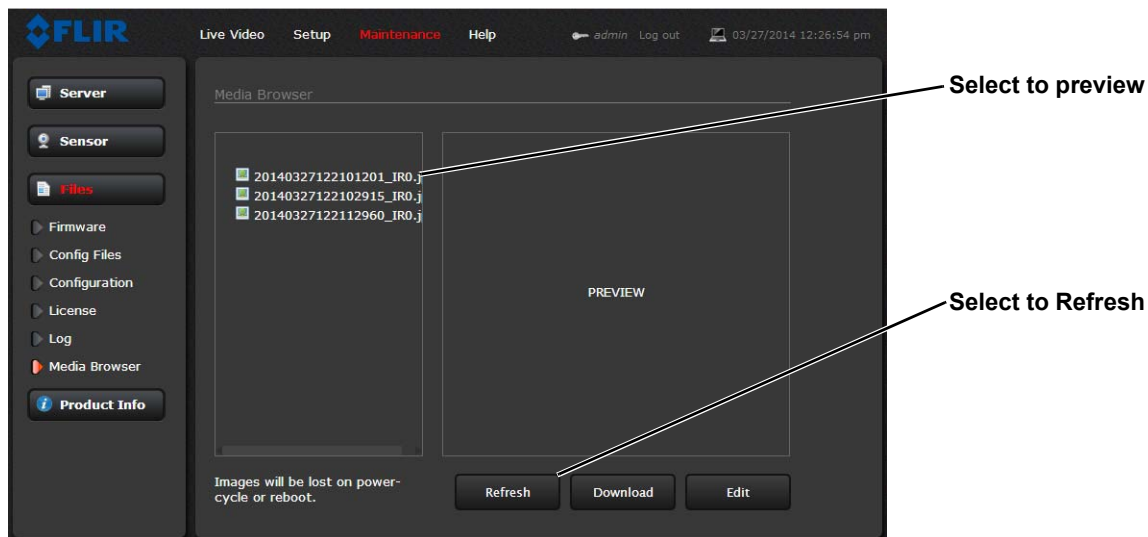 FLIR
Live Video Setup Maintenance Help admin Log out 03/27/2014 12:26:54 pm
Server
Sensor
Files
Firmware
Config Files
Configuration
License
Log
Media Browser
Product Info
Media Browser
20140327122101201_IR0.j
20140327122102915_IR0.j
20140327122112960_IR0.j
PREVIEW
Images will be lost on power-
cycle or reboot.
Refresh Download Edit
Select to preview
Select to Refresh